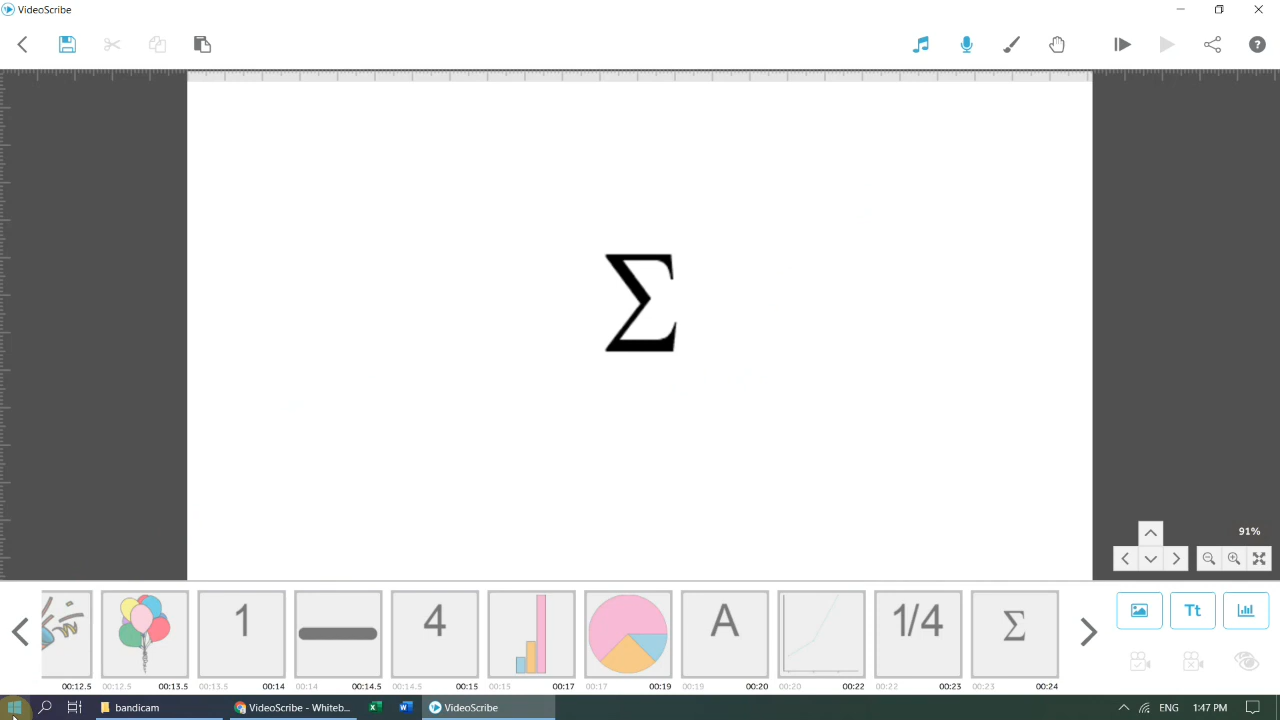 VideoScribe
Σ
91%
1
4
A
1/4
Σ
Tt
00:12.5
00:12.5
00:13.5
00:13.5
00:14
00:14
00:14.5
00:14.5
00:15
00:15
00:17
00:17
00:19
00:19
00:20
00:20
00:22
00:22
00:23
00:23
00:24
bandicam
VideoScribe - Whiteb...
VideoScribe
ENG
1:47 PM